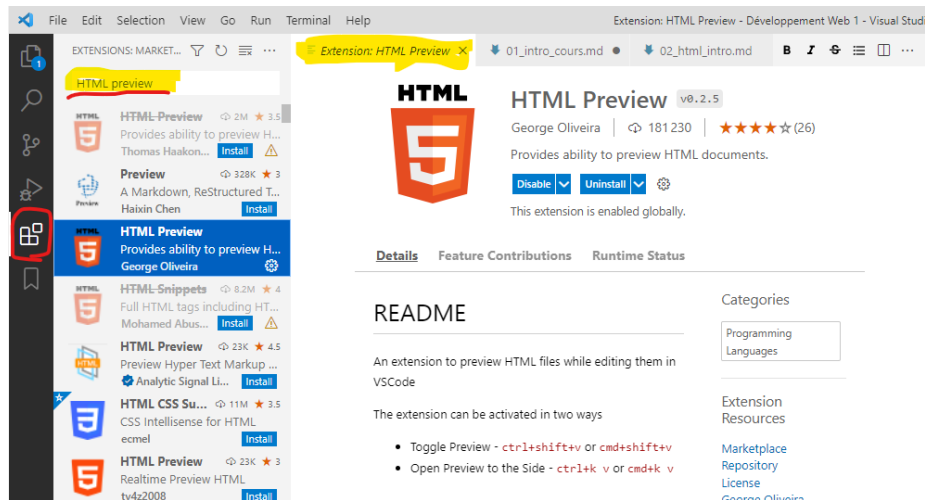 File Edit Selection View Go Run Terminal Help
Extension: HTML Preview - Développement Web 1 - Visual Studi
EXTENSIONS: MARKET...
Extension: HTML Preview
01_intro_cours.md
02_html_intro.md
B I S
1
HTML preview
HTML Preview 2M 3.5
Provides ability to preview H...
Thomas Haakon... Install
Preview 328K 3
A Markdown, ReStructured T...
Haixin Chen Install
HTML Preview
Provides ability to preview H...
George Oliveira
HTML Snippets 8.2M 4
Full HTML tags including HT...
Mohamed Abus... Install
HTML Preview 23K 4.5
Preview Hyper Text Markup ...
Analytic Signal Li... Install
HTML CSS Su... 11M 3.5
CSS Intellisense for HTML
ecmel Install
HTML Preview 23K 3
Realtime Preview HTML
tv4z2008 Install
HTML
5
HTML Preview v0.2.5
George Oliveira 181 230 (26)
Provides ability to preview HTML documents.
Disable Uninstall
This extension is enabled globally.
Details Feature Contributions Runtime Status
README
An extension to preview HTML files while editing them in
VSCode
The extension can be activated in two ways
Toggle Preview - ctrl+shift+v or cmd+shift+v
Open Preview to the Side - ctrl+k v or cmd+k v
Categories
Programming
Languages
Extension
Resources
Marketplace
Repository
License
George Oliveira